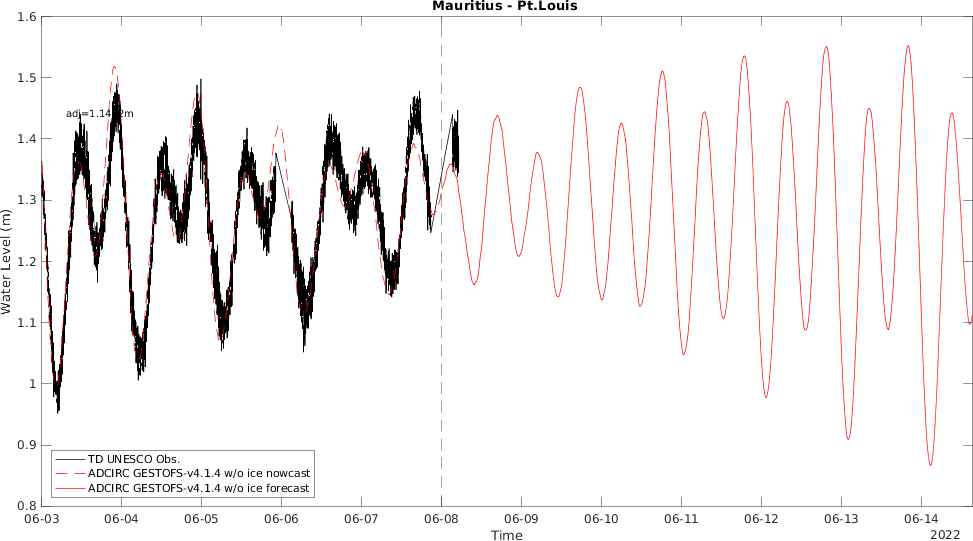 Mauritius - Pt.Louis
Water Level (m)
1.6
1.5
1.4
1.3
1.2
1.1
1
0.9
0.8
TD UNESCO Obs.
ADCIRC GESTOFS-v4.1.4 w/o ice nowcast
ADCIRC GESTOFS-v4.1.4 w/o ice forecast
06-03 06-04 06-05 06-06 06-07 06-08 06-09 06-10 06-11 06-12 06-13 06-14
Time
2022